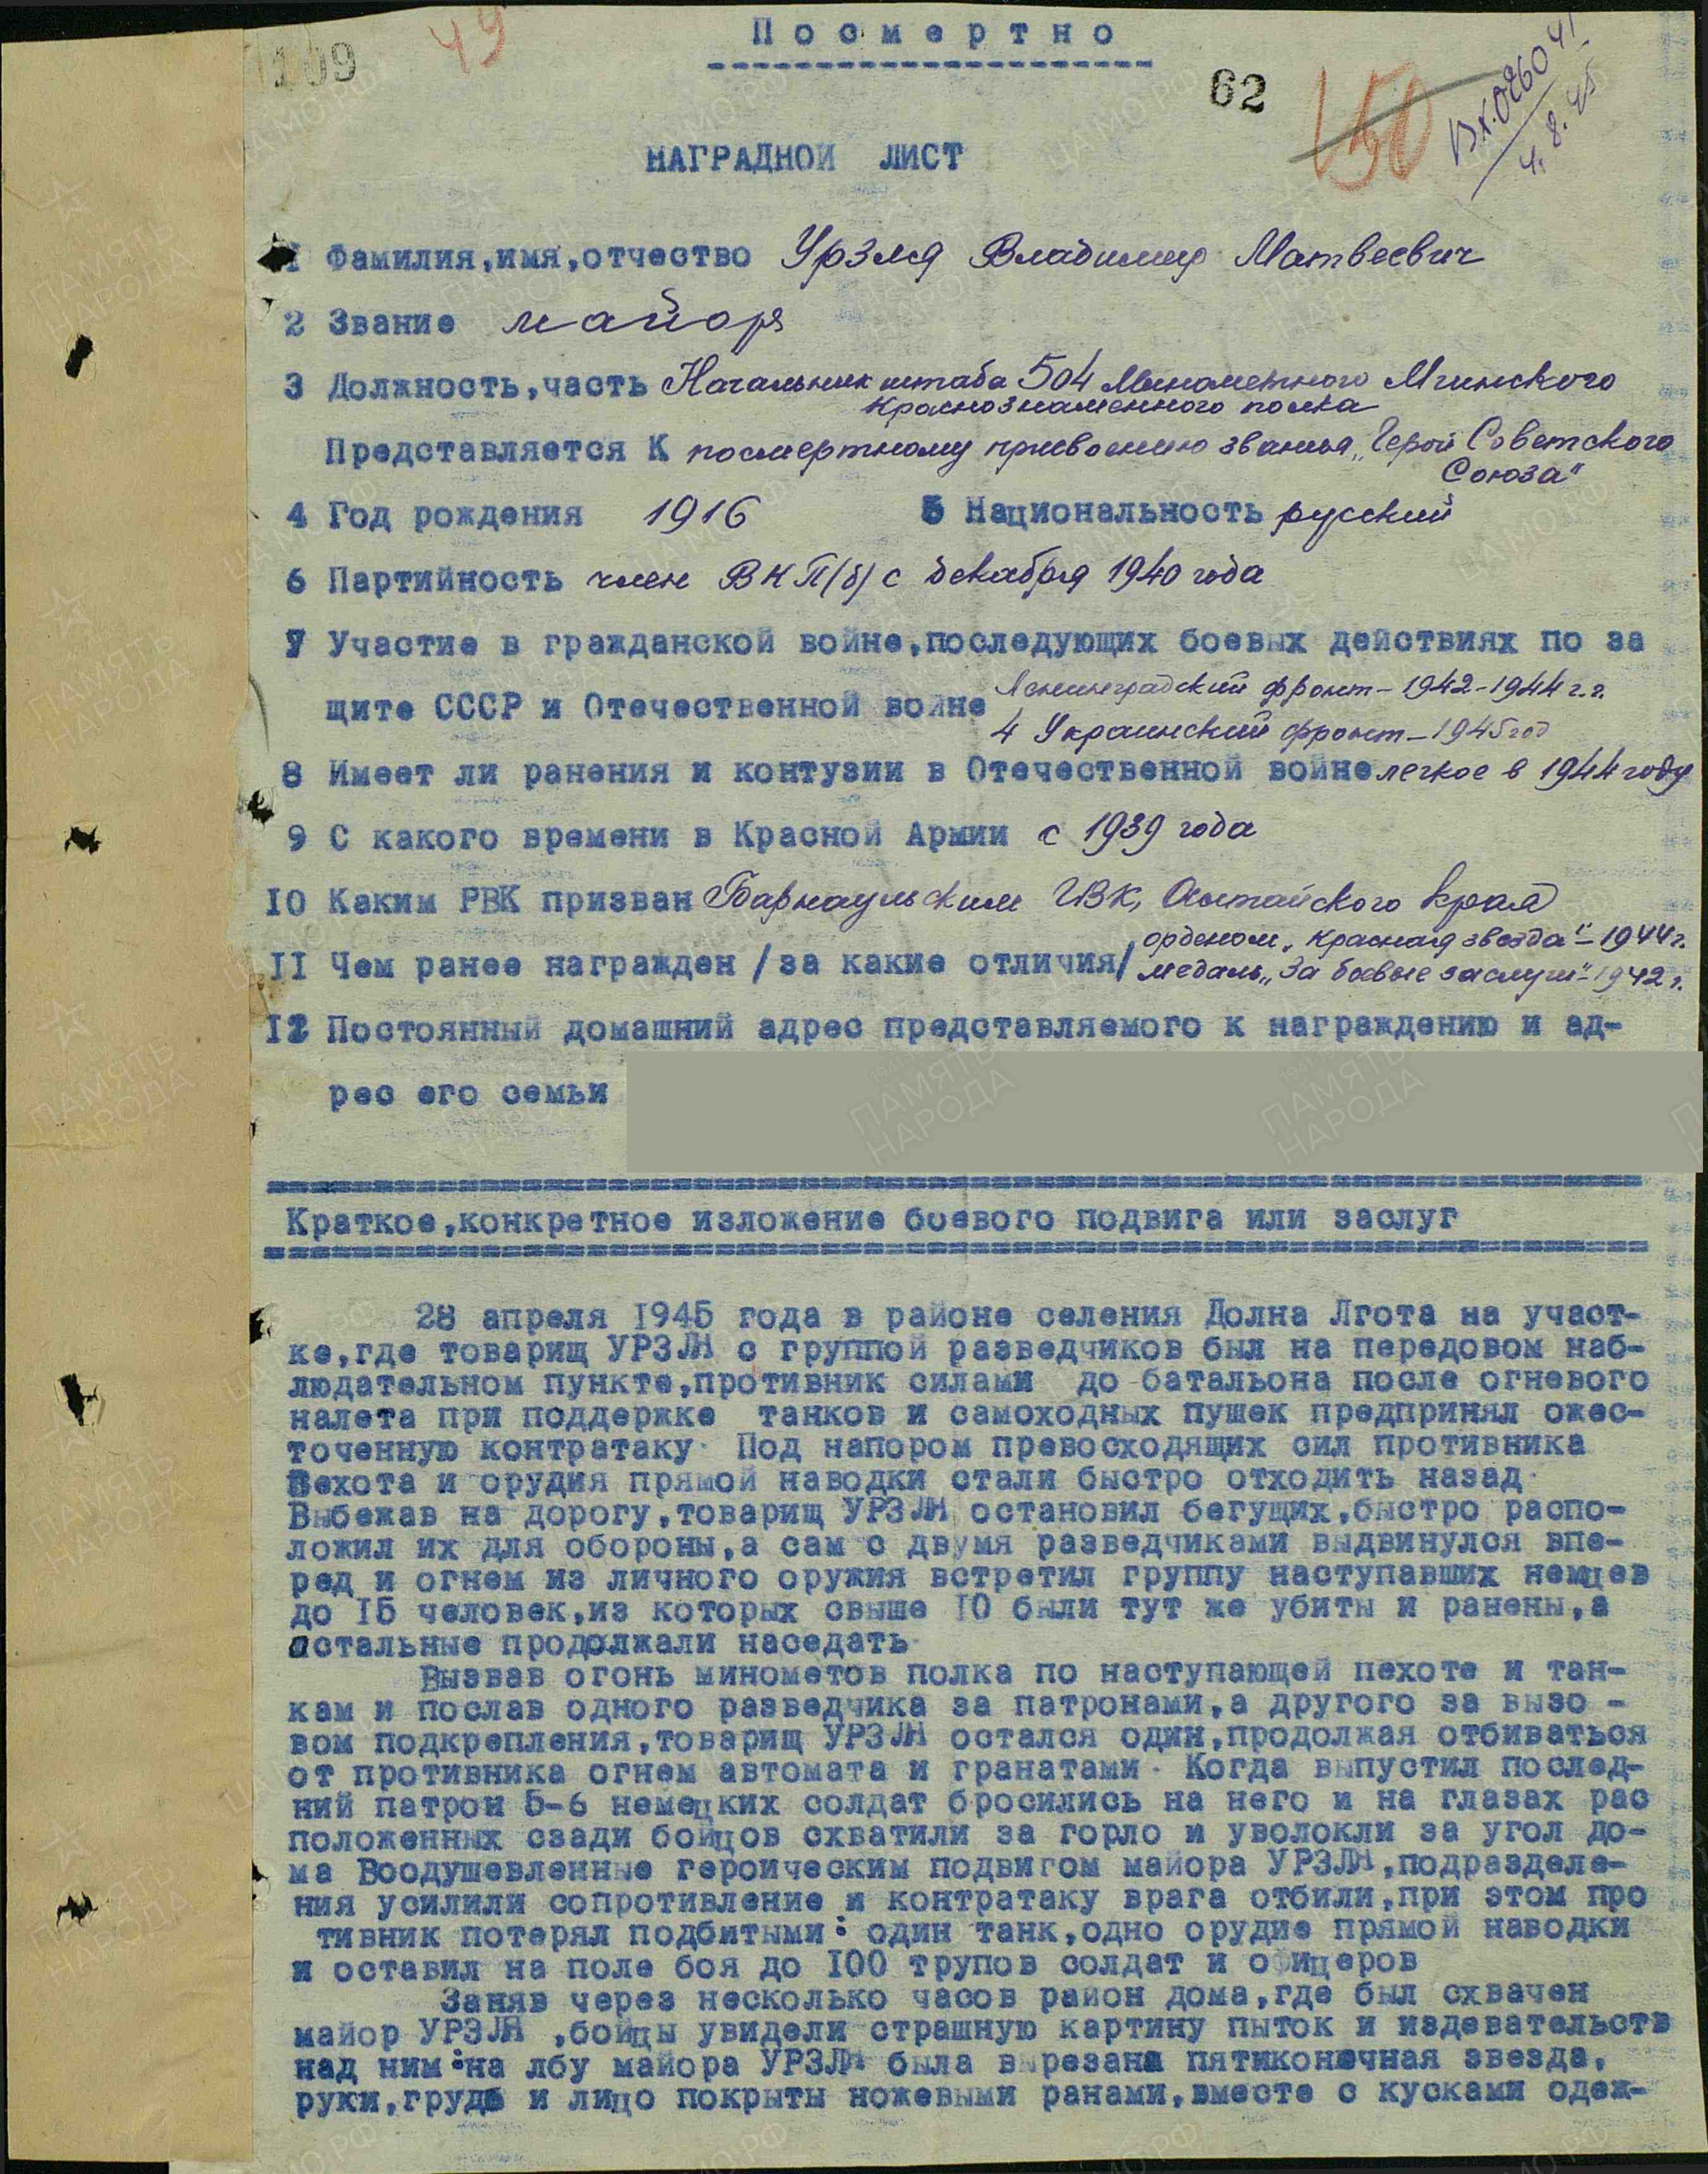 Посмертно
109
49
62
150
Вх.02604
4.8.45
НАГРАДНОЙ ЛИСТ
1 Фамилия,имя,отчество Урзля Владимир Матвеевич
2 Звание майора
3 Должность,часть Начальник штаба 504 Минометного Мгинского
Краснознаменного полка
Представляется К посмертному присвоению звания „Герой Советского
Союза"
4 Год рождения 1916 5 Национальность русский
6 Партийность член ВКП(б) с декабря 1940 года
7 Участие в гражданской войне,последующих боевых действиях по за
щите СССР и Отечественной войне Ленинградский фронт-1942-1944 г.г.
4 Украинский фронт-1945 год
8 Имеет ли ранения и контузии в Отечественной войне легкое в 1944 году
9 С какого времени в Красной Армии с 1939 года
10 Каким РВК призван Барнаульским ГВК, Алтайского края
орденом „Красная звезда"-1944г.
11 Чем ранее награжден /за какие отличия/ медаль „За боевые заслуги"-1942 г.
12 Постоянный домашний адрес представляемого к награждению и ад-
рес его семьи
Краткое,конкретное изложение боевого подвига или заслуг
28 апреля 1945 года в районе селения Долна Лгота на участ-
ке,где товарищ УРЗЛЯ с группой разведчиков был на передовом наб-
людательном пункте,противник силами до батальона после огневого
налета при поддержке танков и самоходных пушек предпринял ожес-
точенную контратаку. Под напором превосходящих сил противника
пехота и орудия прямой наводки стали быстро отходить назад.
Выбежав на дорогу,товарищ УРЗЛЯ остановил бегущих,быстро распо-
ложил их для обороны,а сам с двумя разведчиками выдвинулся впе-
ред и огнем из личного оружия встретил группу наступавших немцев
до 15 человек,из которых свыше 10 были тут же убиты и ранены,а
остальные продолжали наседать.
Вызвав огонь минометов полка по наступающей пехоте и тан-
кам и послав одного разведчика за патронами,а другого за вызо -
вом подкрепления,товарищ УРЗЛЯ остался один,продолжая отбиваться
от противника огнем автомата и гранатами. Когда выпустил послед-
ний патрон 5-6 немецких солдат бросились на него и на глазах рас
положенных сзади бойцов схватили за горло и уволокли за угол до-
ма Воодушевленные героическим подвигом майора УРЗЛЯ,подразделе-
ния усилили сопротивление и контратаку врага отбили,при этом про
тивник потерял подбитыми: один танк,одно орудие прямой наводки
и оставил на поле боя до 100 трупов солдат и офицеров
Заняв через несколько часов район дома,где был схвачен
майор УРЗЛЯ ,бойцы увидели страшную картину пыток и издевательств
над ним:на лбу майора УРЗЛЯ была вырезана пятиконечная звезда,
руки,грудь и лицо покрыты ножевыми ранами,вместе с кусками одеж-